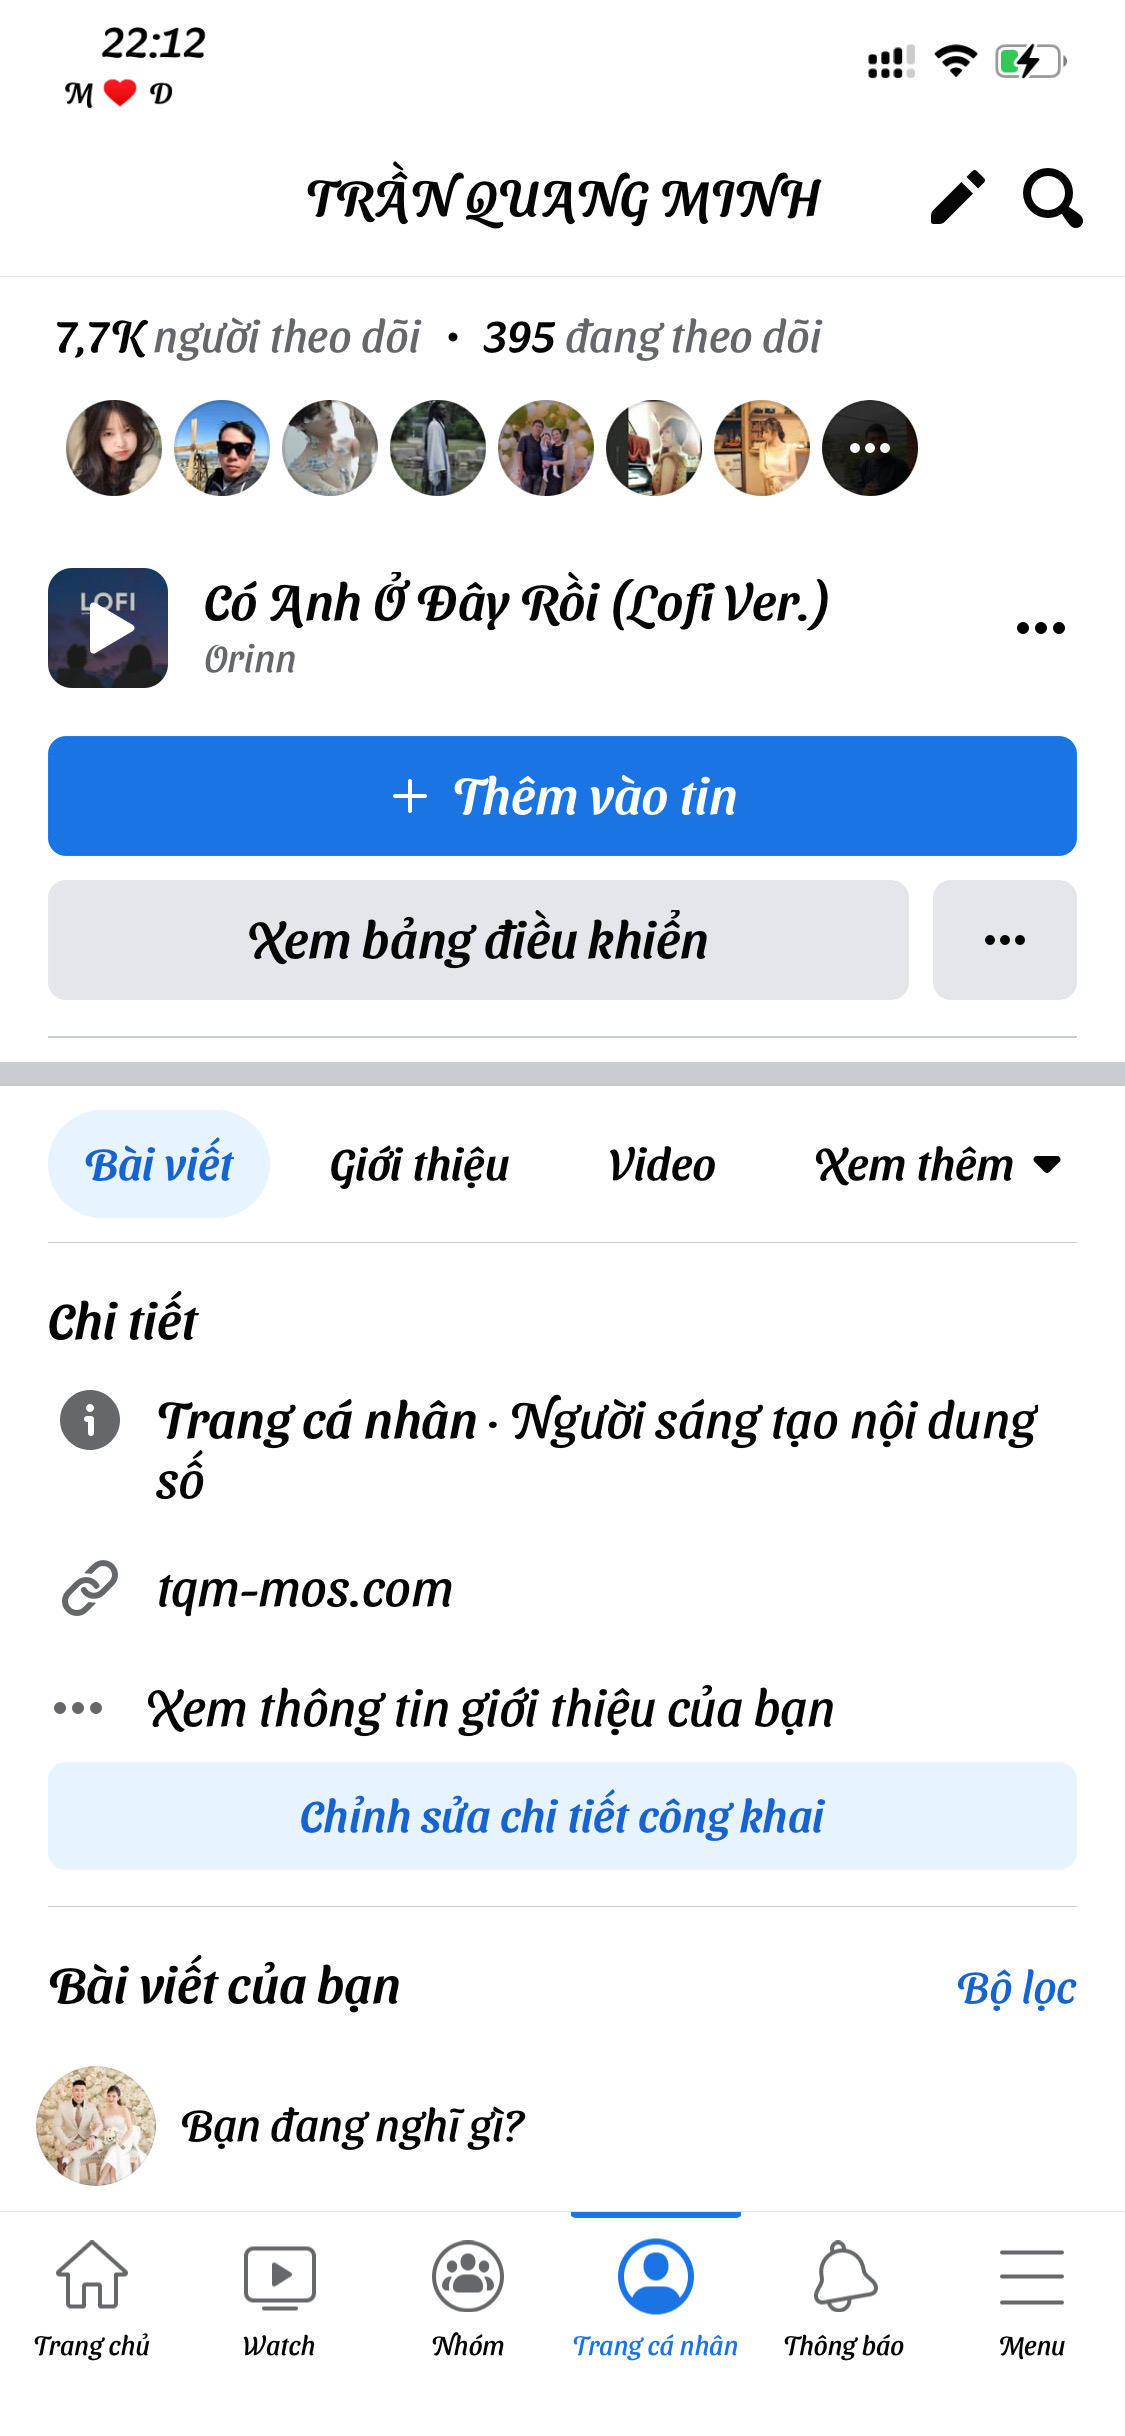 22:12
M ❤️ D
TRẦN QUANG MINH
7,7K người theo dõi · 395 đang theo dõi
LOFI
Có Anh Ở Đây Rồi (Lofi Ver.)
Orinn
+ Thêm vào tin
Xem bảng điều khiển
Bài viết Giới thiệu Video Xem thêm
Chi tiết
Trang cá nhân · Người sáng tạo nội dung
số
tqm-mos.com
Xem thông tin giới thiệu của bạn
Chỉnh sửa chi tiết công khai
Bài viết của bạn Bộ lọc
Bạn đang nghĩ gì?
Trang chủ Watch Nhóm Trang cá nhân Thông báo Menu